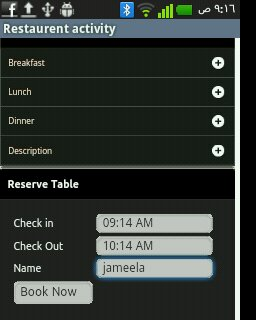 ٩:١٦ ص
Restaurent activity
Breakfast
Lunch
Dinner
Description
Reserve Table
Check in 09:14 AM
Check Out 10:14 AM
Name jameela
Book Now